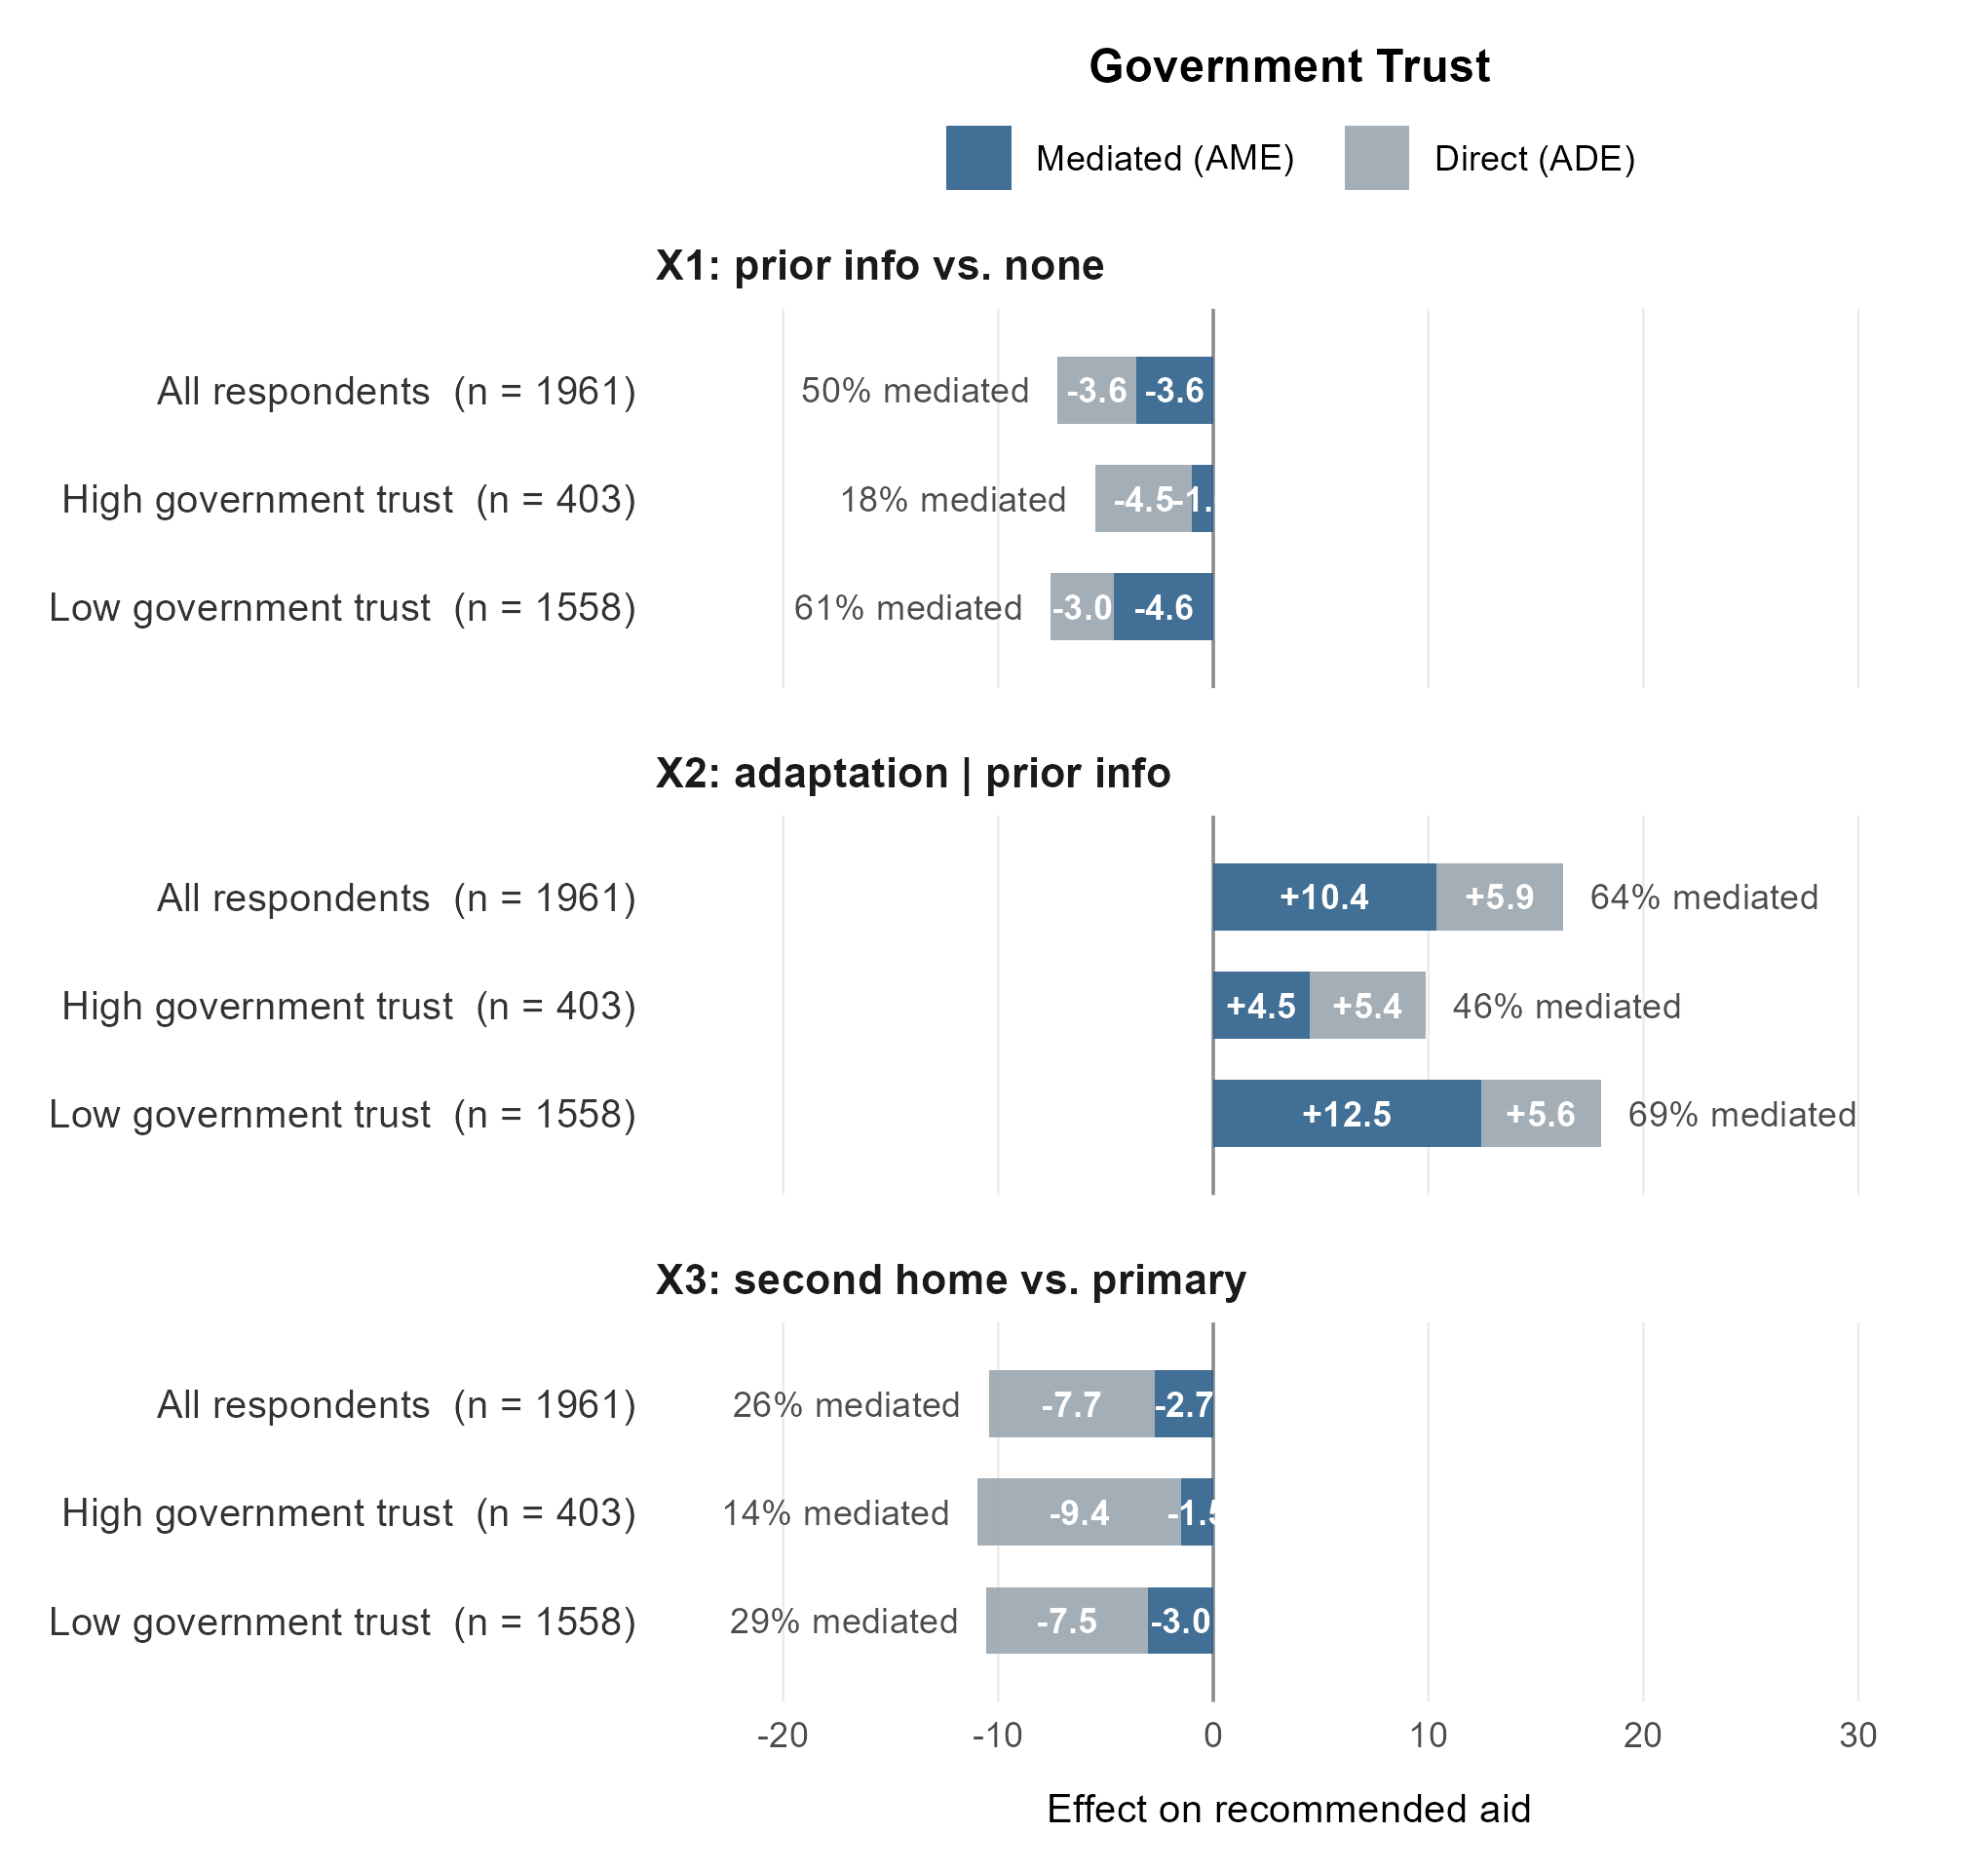 Government Trust
Mediated (AME) Direct (ADE)
X1: prior info vs. none
All respondents (n = 1961) 50% mediated -3.6 -3.6
High government trust (n = 403) 18% mediated -4.5 -1.
Low government trust (n = 1558) 61% mediated -3.0 -4.6
X2: adaptation | prior info
All respondents (n = 1961) +10.4 +5.9 64% mediated
High government trust (n = 403) +4.5 +5.4 46% mediated
Low government trust (n = 1558) +12.5 +5.6 69% mediated
X3: second home vs. primary
All respondents (n = 1961) 26% mediated -7.7 -2.7
High government trust (n = 403) 14% mediated -9.4 -1.5
Low government trust (n = 1558) 29% mediated -7.5 -3.0
-20 -10 0 10 20 30
Effect on recommended aid